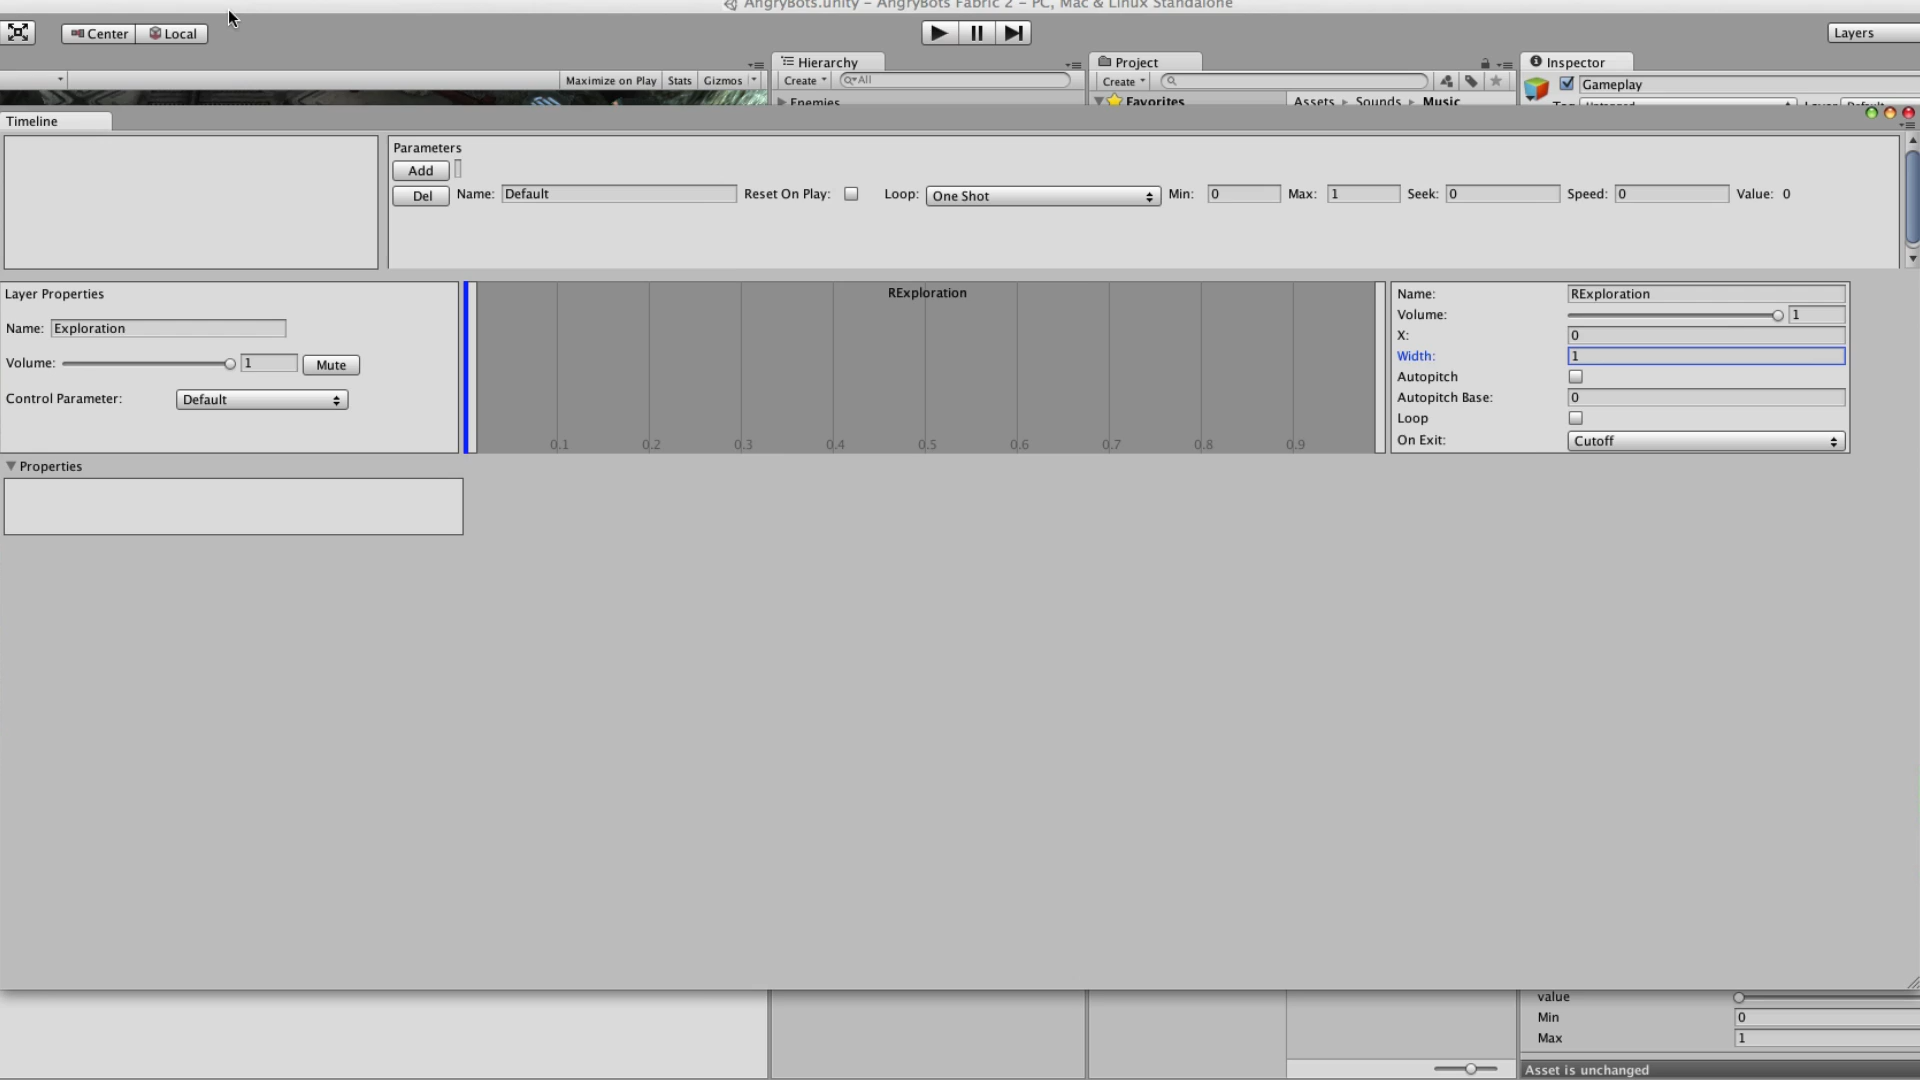 AngryBots.unity – AngryBots Fabric 2 – PC, Mac & Linux Standalone
Center Local Layers
Hierarchy Project Inspector
Maximize on Play Stats Gizmos Create All Create Gameplay
Enemies Favorites Assets Sounds Music
Timeline
Parameters
Add
Del Name: Default Reset On Play: Loop: One Shot Min: 0 Max: 1 Seek: 0 Speed: 0 Value: 0
Layer Properties RExploration Name: RExploration
Volume: 1
Name: Exploration X: 0
Width: 1
Volume: 1 Mute Autopitch
Control Parameter: Default Autopitch Base: 0
Loop
0.1 0.2 0.3 0.4 0.5 0.6 0.7 0.8 0.9 On Exit: Cutoff
Properties
value
Min 0
Max 1
Asset is unchanged